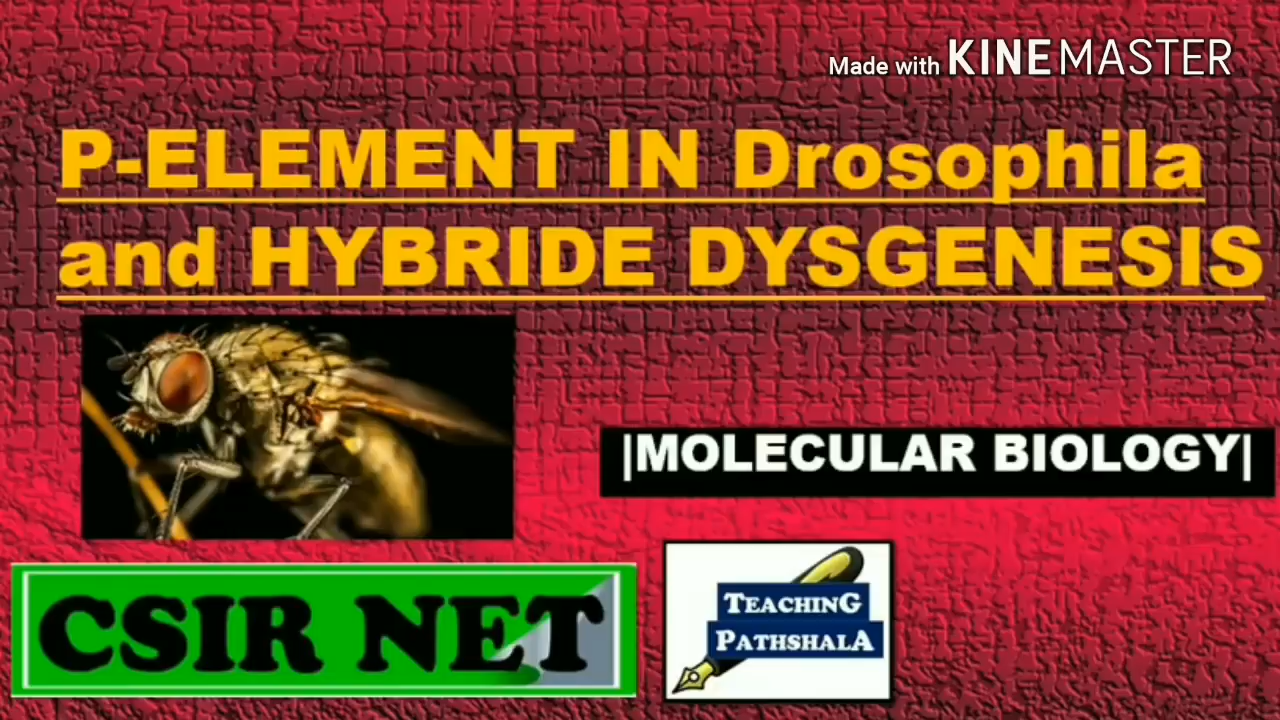 Made with KINEMASTER
P-ELEMENT IN Drosophila
and HYBRIDE DYSGENESIS
|MOLECULAR BIOLOGY|
CSIR NET
TEACHING
PATHSHALA